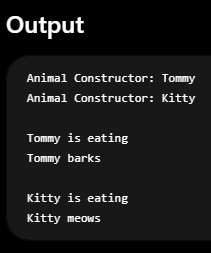 Output
Animal Constructor: Tommy
Animal Constructor: Kitty
Tommy is eating
Tommy barks
Kitty is eating
Kitty meows